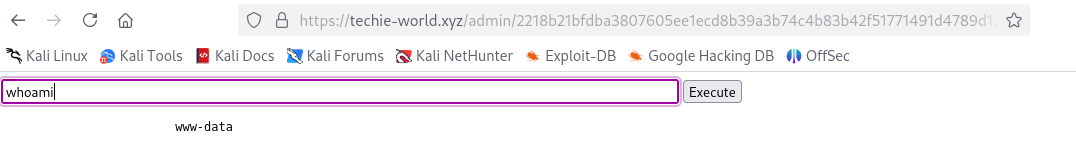 https://techie-world.xyz/admin/2218b21bfdba3807605ee1ecd8b39a3b74c4b83b42f51771491d4789d1
Kali Linux Kali Tools Kali Docs Kali Forums Kali NetHunter Exploit-DB Google Hacking DB OffSec
whoami Execute
www-data